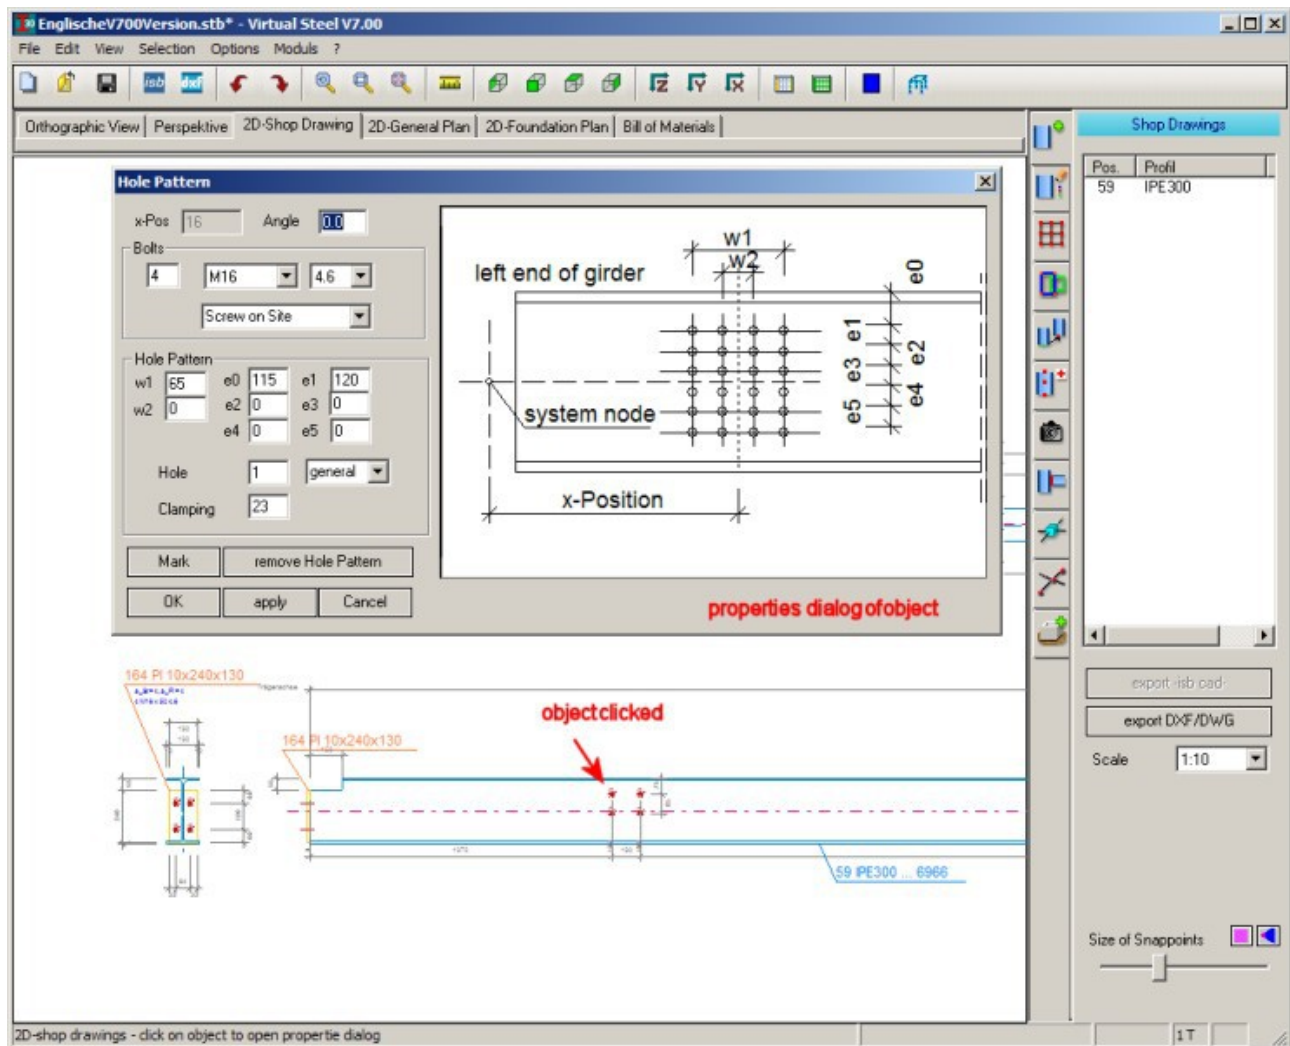 EnglischeV700Version.stb* - Virtual Steel V7.00
File Edit View Selection Options Moduls ?
isb dxf Z Y X
Orthographic View Perspektive 2D-Shop Drawing 2D-General Plan 2D-Foundation Plan Bill of Materials
Shop Drawings
Pos. Profil
59 IPE300
Hole Pattern
x-Pos 16 Angle 0.0
Bolts
4 M16 4.6
Screw on Site
Hole Pattern
w1 65 e0 115 e1 120
w2 0 e2 0 e3 0
e4 0 e5 0
Hole 1 general
Clamping 23
Mark remove Hole Pattern
OK apply Cancel
w1
w2
left end of girder
e0
e1
e2
e3
e4
e5
system node
x-Position
properties dialog of object
export -isb cad-
export DXF/DWG
Scale 1:10
164 Pl 10x240x130
object clicked
164 Pl 10x240x130
59 IPE300 ... 6966
Size of Snappoints
2D-shop drawings - click on object to open propertie dialog
1 T